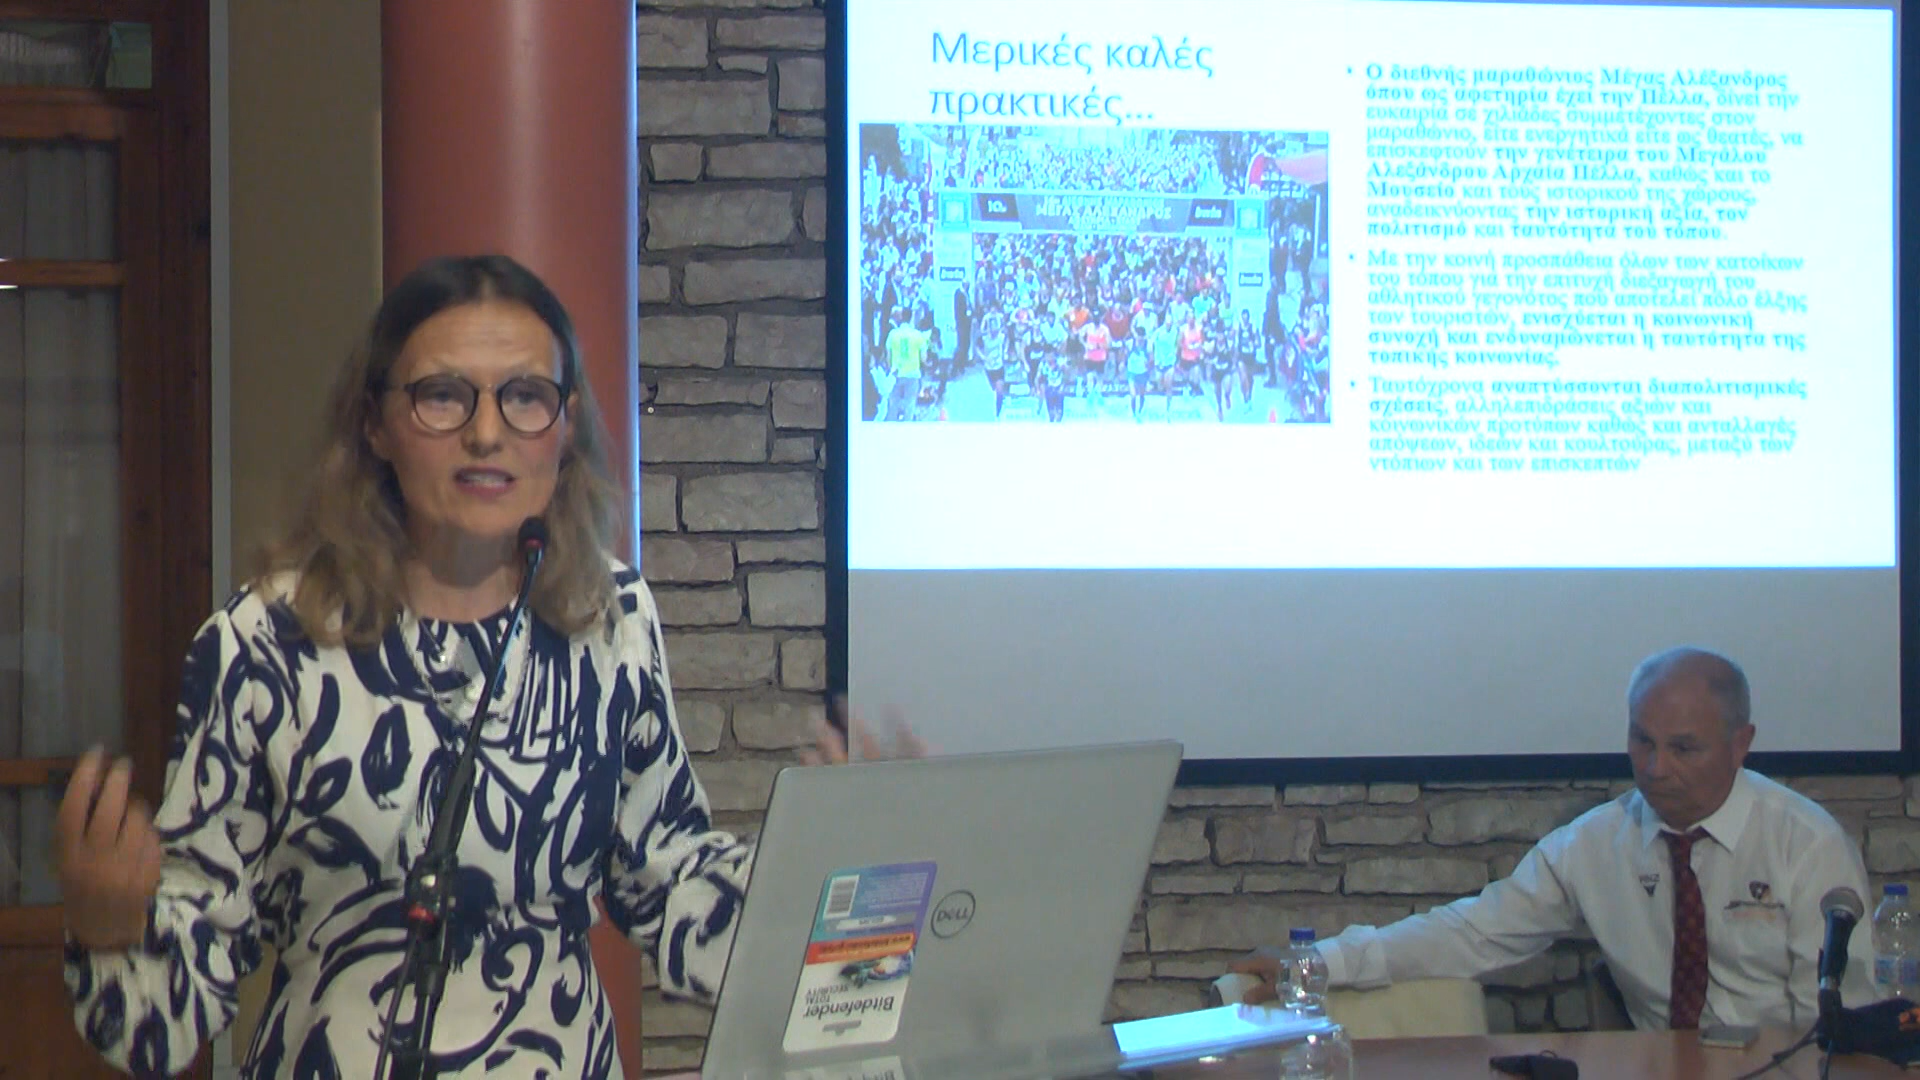 Μερικές καλές
πρακτικές...
• Ο διεθνής μαραθώνιος Μέγας Αλέξανδρος
όπου ως αφετηρία έχει την Πέλλα, δίνει την
ευκαιρία σε χιλιάδες συμμετέχοντες στον
μαραθώνιο, είτε ενεργητικά είτε ως θεατές, να
επισκεφτούν την γενέτειρα του Μεγάλου
Αλεξάνδρου Αρχαία Πέλλα, καθώς και το
Μουσείο και τους ιστορικού της χώρους,
αναδεικνύοντας την ιστορική αξία, τον
πολιτισμό και ταυτότητα του τόπου.
• Με την κοινή προσπάθεια όλων των κατοίκων
του τόπου για την επιτυχή διεξαγωγή του
αθλητικού γεγονότος που αποτελεί πόλο έλξης
των τουριστών, ενισχύεται η κοινωνική
συνοχή και ενδυναμώνεται η ταυτότητα της
τοπικής κοινωνίας.
• Ταυτόχρονα αναπτύσσονται διαπολιτισμικές
σχέσεις, αλληλεπιδράσεις αξιών και
κοινωνικών προτύπων καθώς και ανταλλαγές
απόψεων, ιδεών και κουλτούρας, μεταξύ των
ντόπιων και των επισκεπτών
ΜΕΓΑΣ ΑΛΕΞΑΝΔΡΟΣ
DELL
Bitdefender
TOTAL
SECURITY